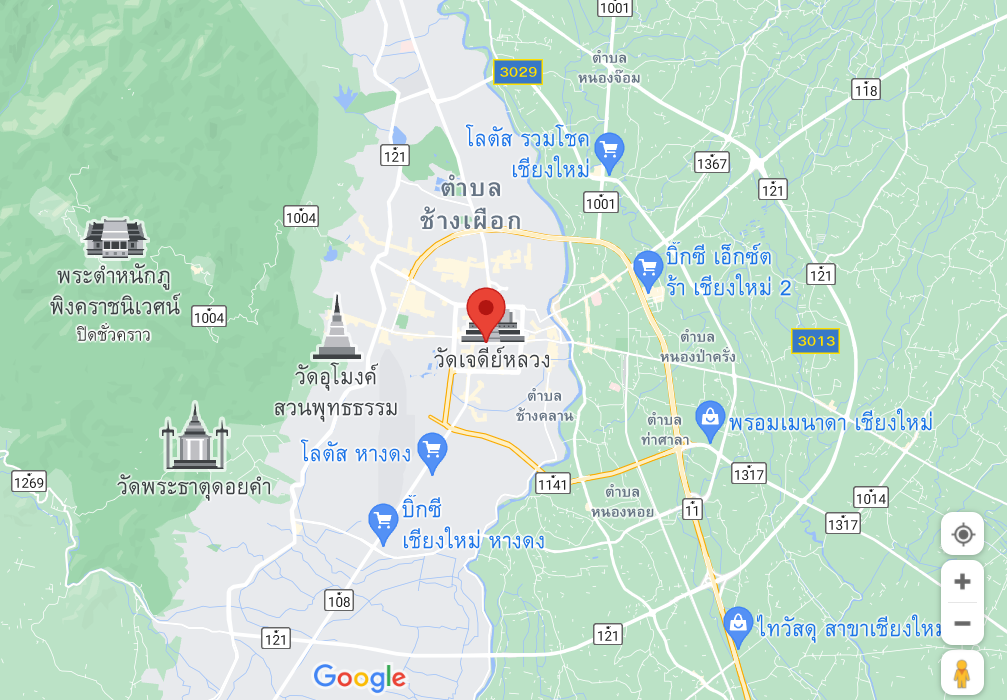 1001
ตำบล
หนองจ๊อม
3029
118
โลตัส รวมโชค
เชียงใหม่
121
1367
ตำบล
ช้างเผือก
121
1001
1004
พระตำหนักภู
พิงคราชนิเวศน์
ปิดชั่วคราว
บิ๊กซี เอ็กซ์ต
ร้า เชียงใหม่ 2
121
1004
3013
ตำบล
หนองป่าครั่ง
วัดเจดีย์หลวง
วัดอุโมงค์
สวนพุทธธรรม
ตำบล
ช้างคลาน
ตำบล
ท่าศาลา
พรอมเมนาดา เชียงใหม่
โลตัส หางดง
1269
วัดพระธาตุดอยคำ
1141
1317
ตำบล
หนองหอย
11
1014
1317
บิ๊กซี
เชียงใหม่ หางดง
108
121
121
ไทวัสดุ สาขาเชียงใหม่
Google